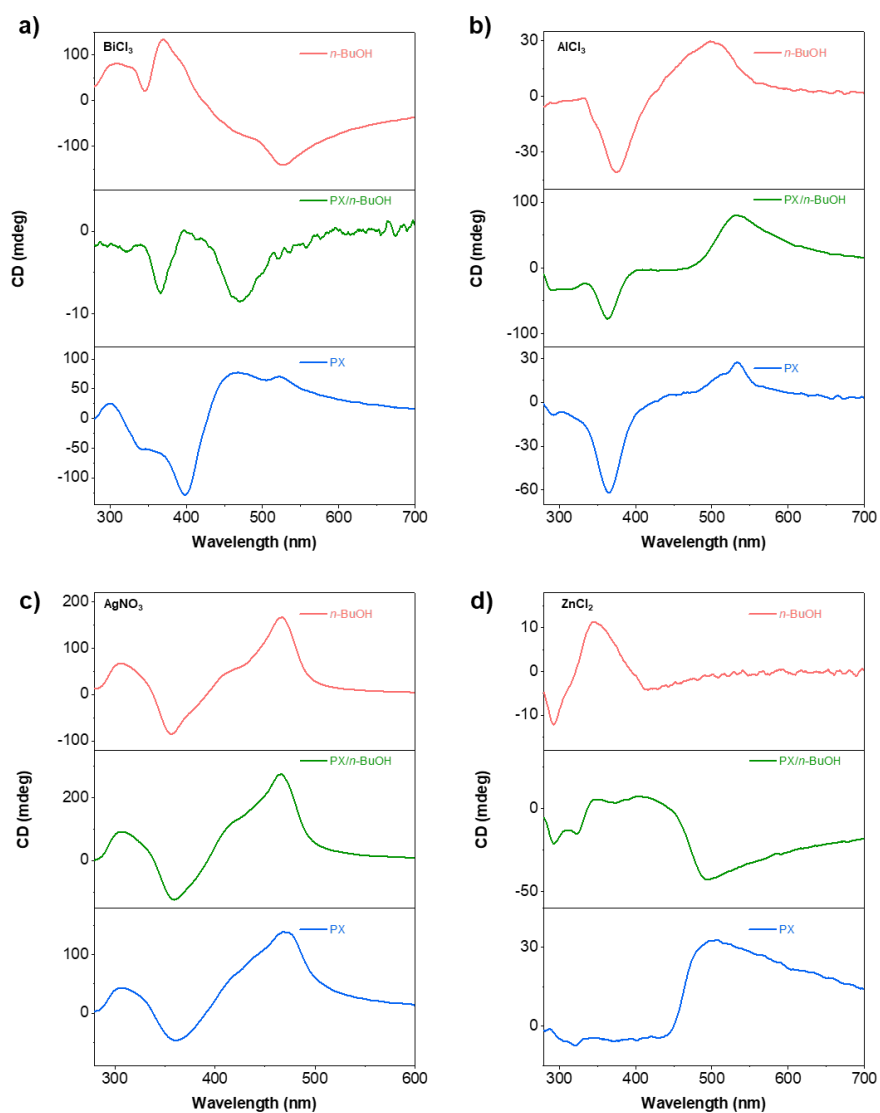 a)
BiCl3
n-BuOH
100
0
-100
PX/n-BuOH
0
-10
PX
100
50
0
-50
-100
300 400 500 600 700
Wavelength (nm)
CD (mdeg)
b)
AlCl3
n-BuOH
30
0
-30
PX/n-BuOH
100
0
-100
PX
30
0
-30
-60
300 400 500 600 700
Wavelength (nm)
CD (mdeg)
c)
AgNO3
n-BuOH
200
100
0
-100
PX/n-BuOH
200
0
PX
100
0
300 400 500 600
Wavelength (nm)
CD (mdeg)
d)
ZnCl2
n-BuOH
10
0
-10
PX/n-BuOH
0
-50
PX
30
0
300 400 500 600 700
Wavelength (nm)
CD (mdeg)